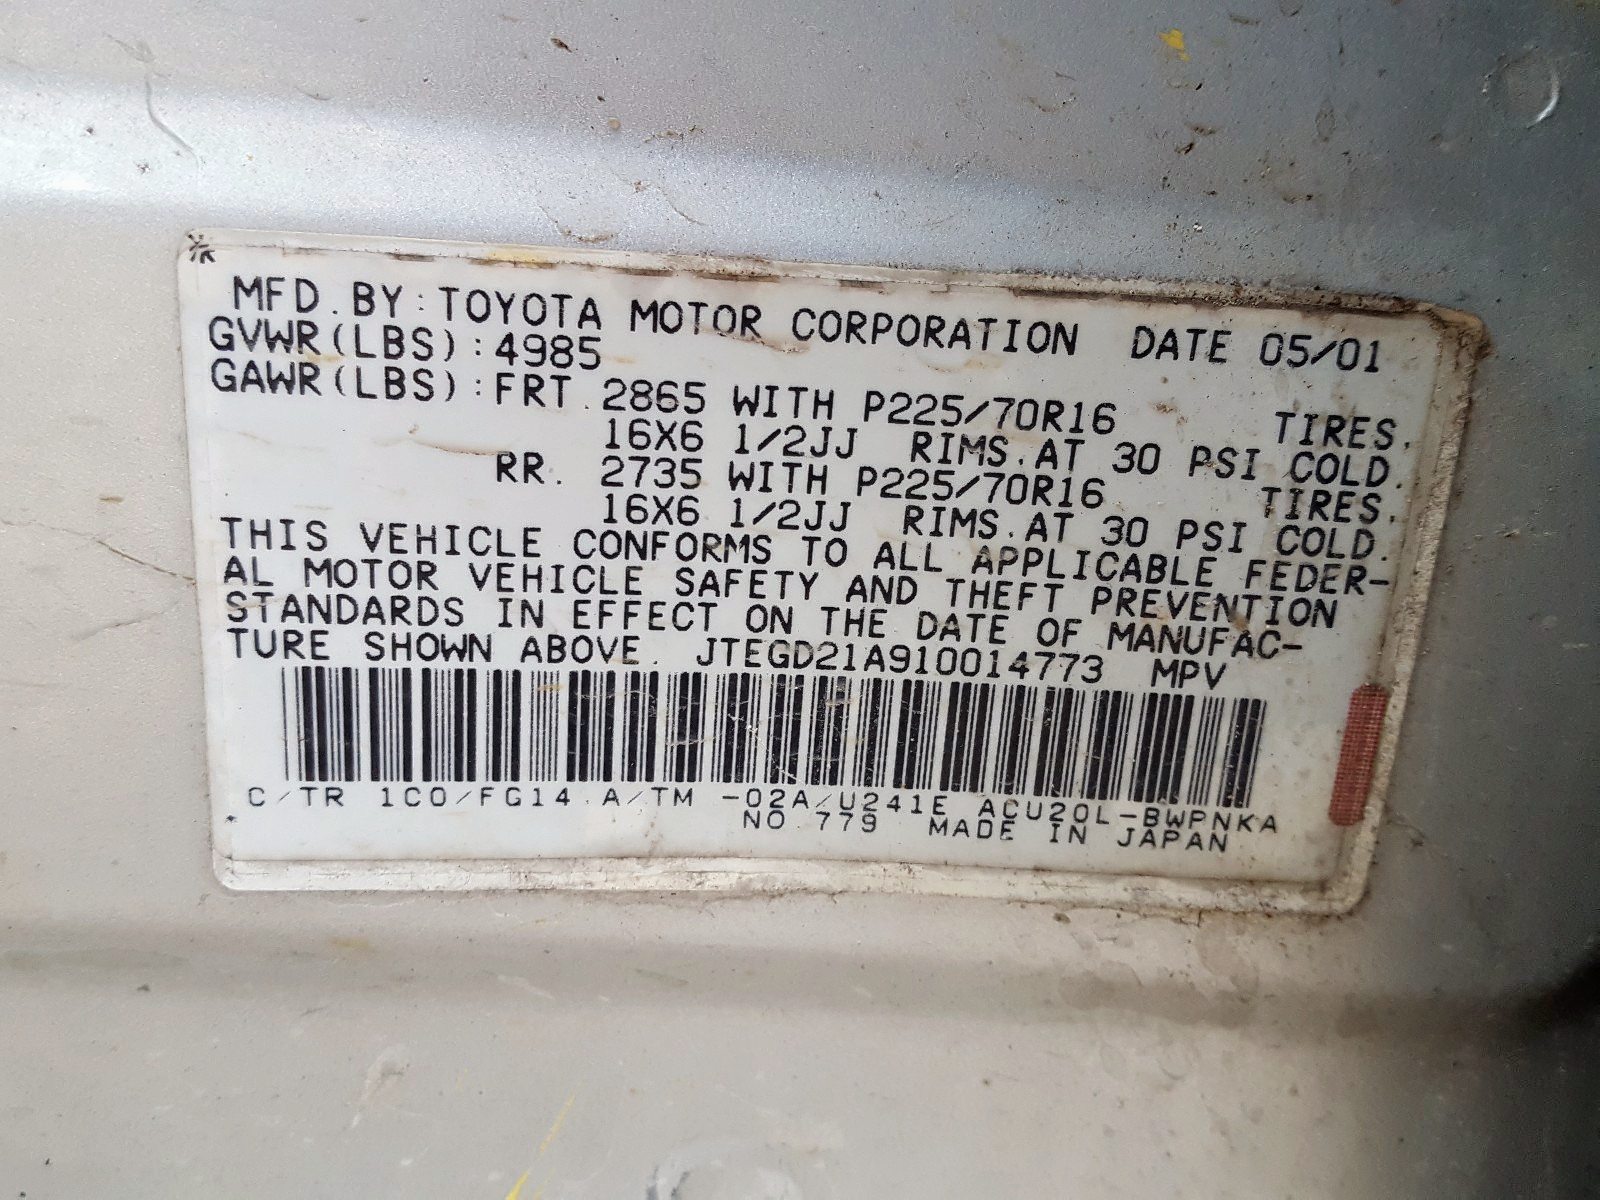 MFD. BY: TOYOTA MOTOR CORPORATION DATE 05/01
GVWR(LBS):4985
GAWR(LBS):FRT. 2865 WITH P225/70R16 TIRES,
16X6 1/2JJ RIMS.AT 30 PSI COLD.
RR. 2735 WITH P225/70R16 TIRES,
16X6 1/2JJ RIMS.AT 30 PSI COLD.
THIS VEHICLE CONFORMS TO ALL APPLICABLE FEDER-
AL MOTOR VEHICLE SAFETY AND THEFT PREVENTION
STANDARDS IN EFFECT ON THE DATE OF MANUFAC-
TURE SHOWN ABOVE. JTEGD21A910014773 MPV
C/TR 1C0/FG14 A/TM -02A/U241E ACU20L-BWPNKA
NO.779 MADE IN JAPAN